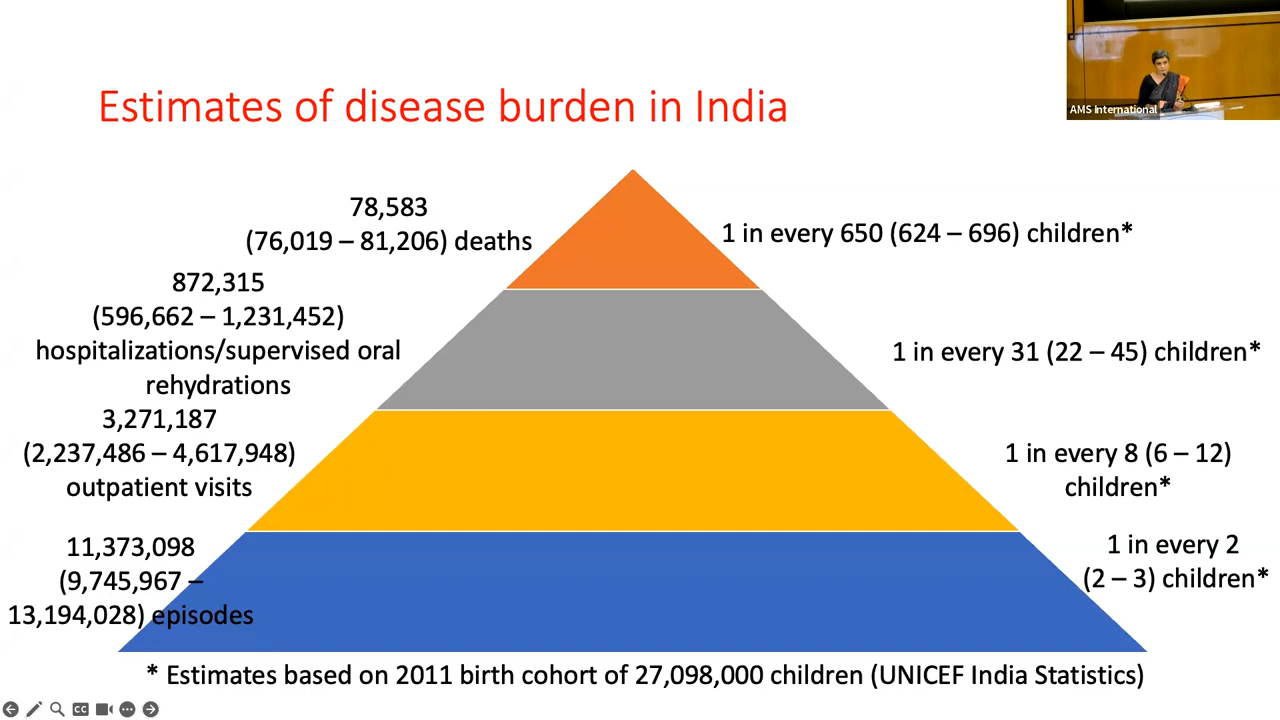 AMS International
Estimates of disease burden in India
78,583
(76,019 – 81,206) deaths
1 in every 650 (624 – 696) children*
872,315
(596,662 – 1,231,452)
hospitalizations/supervised oral
rehydrations
1 in every 31 (22 – 45) children*
3,271,187
(2,237,486 – 4,617,948)
outpatient visits
1 in every 8 (6 – 12)
children*
11,373,098
(9,745,967 –
13,194,028) episodes
1 in every 2
(2 – 3) children*
* Estimates based on 2011 birth cohort of 27,098,000 children (UNICEF India Statistics)
CC